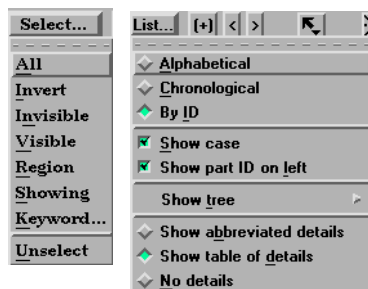 Select...
All
Invert
Invisible
Visible
Region
Showing
Keyword...
Unselect
List... (+) < >
Alphabetical
Chronological
By ID
Show case
Show part ID on left
Show tree
Show abbreviated details
Show table of details
No details